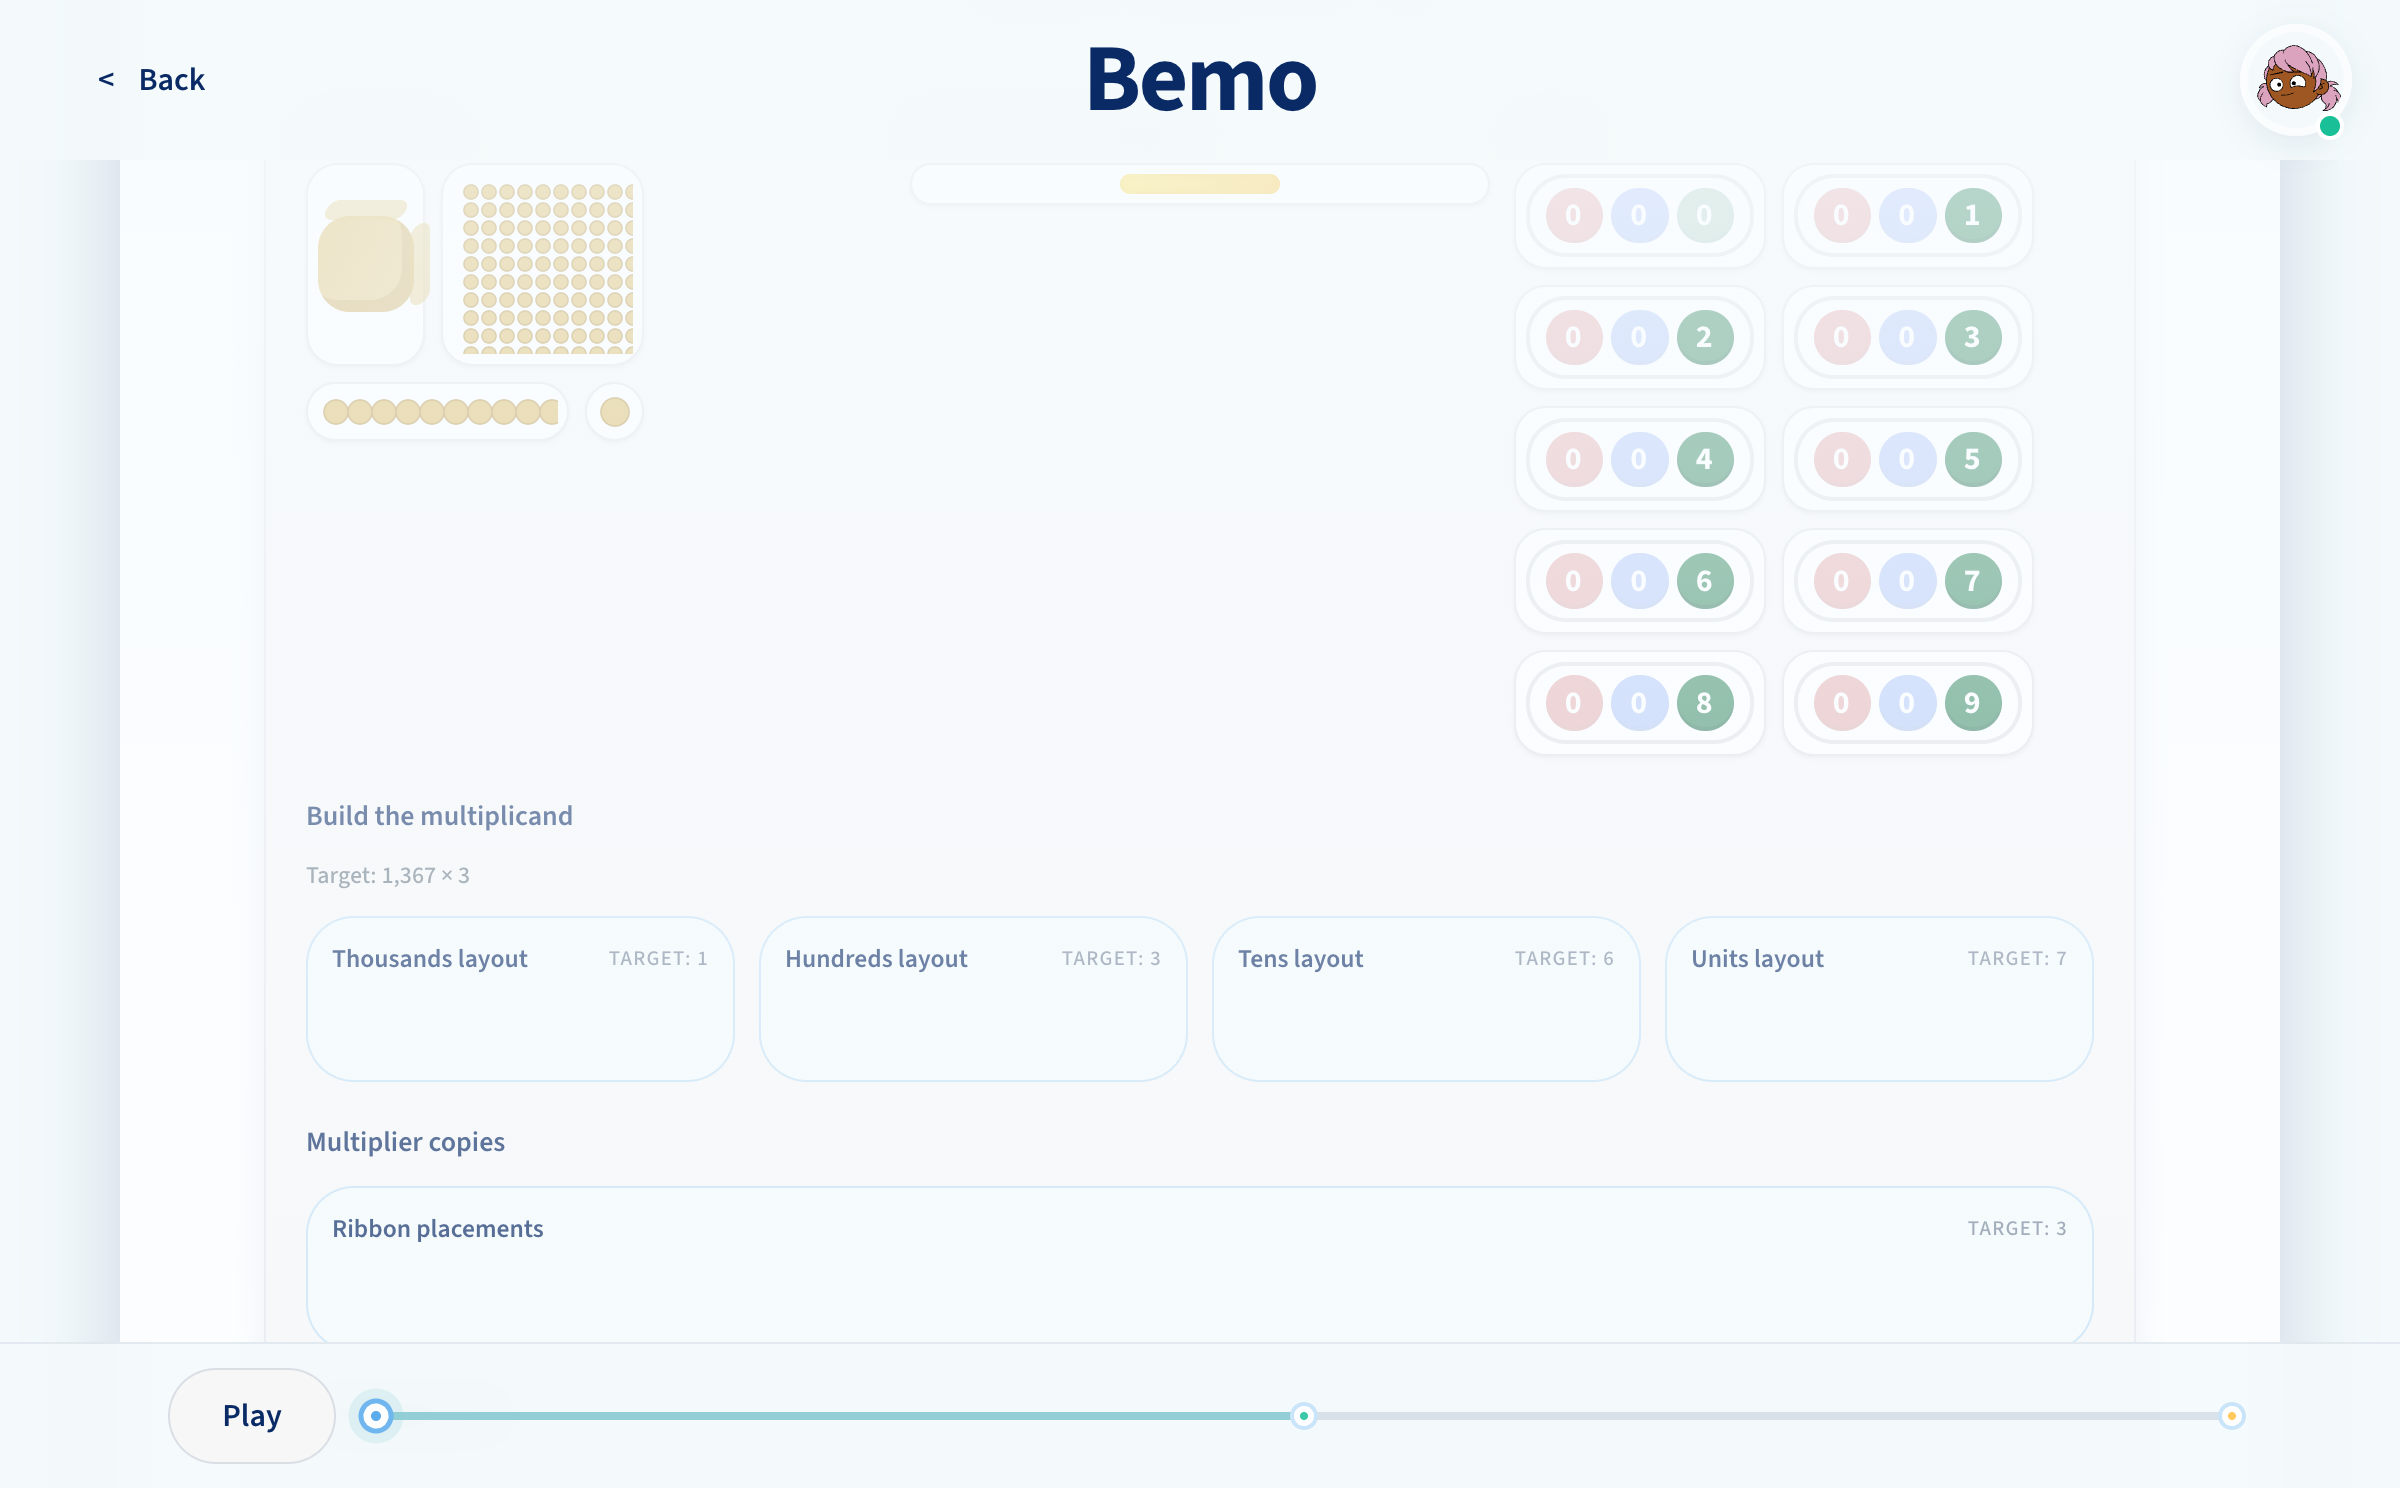 < Back
Bemo
0 0 0
0 0 1
0 0 2
0 0 3
0 0 4
0 0 5
0 0 6
0 0 7
0 0 8
0 0 9
Build the multiplicand
Target: 1,367 × 3
Thousands layout TARGET: 1
Hundreds layout TARGET: 3
Tens layout TARGET: 6
Units layout TARGET: 7
Multiplier copies
Ribbon placements TARGET: 3
Play